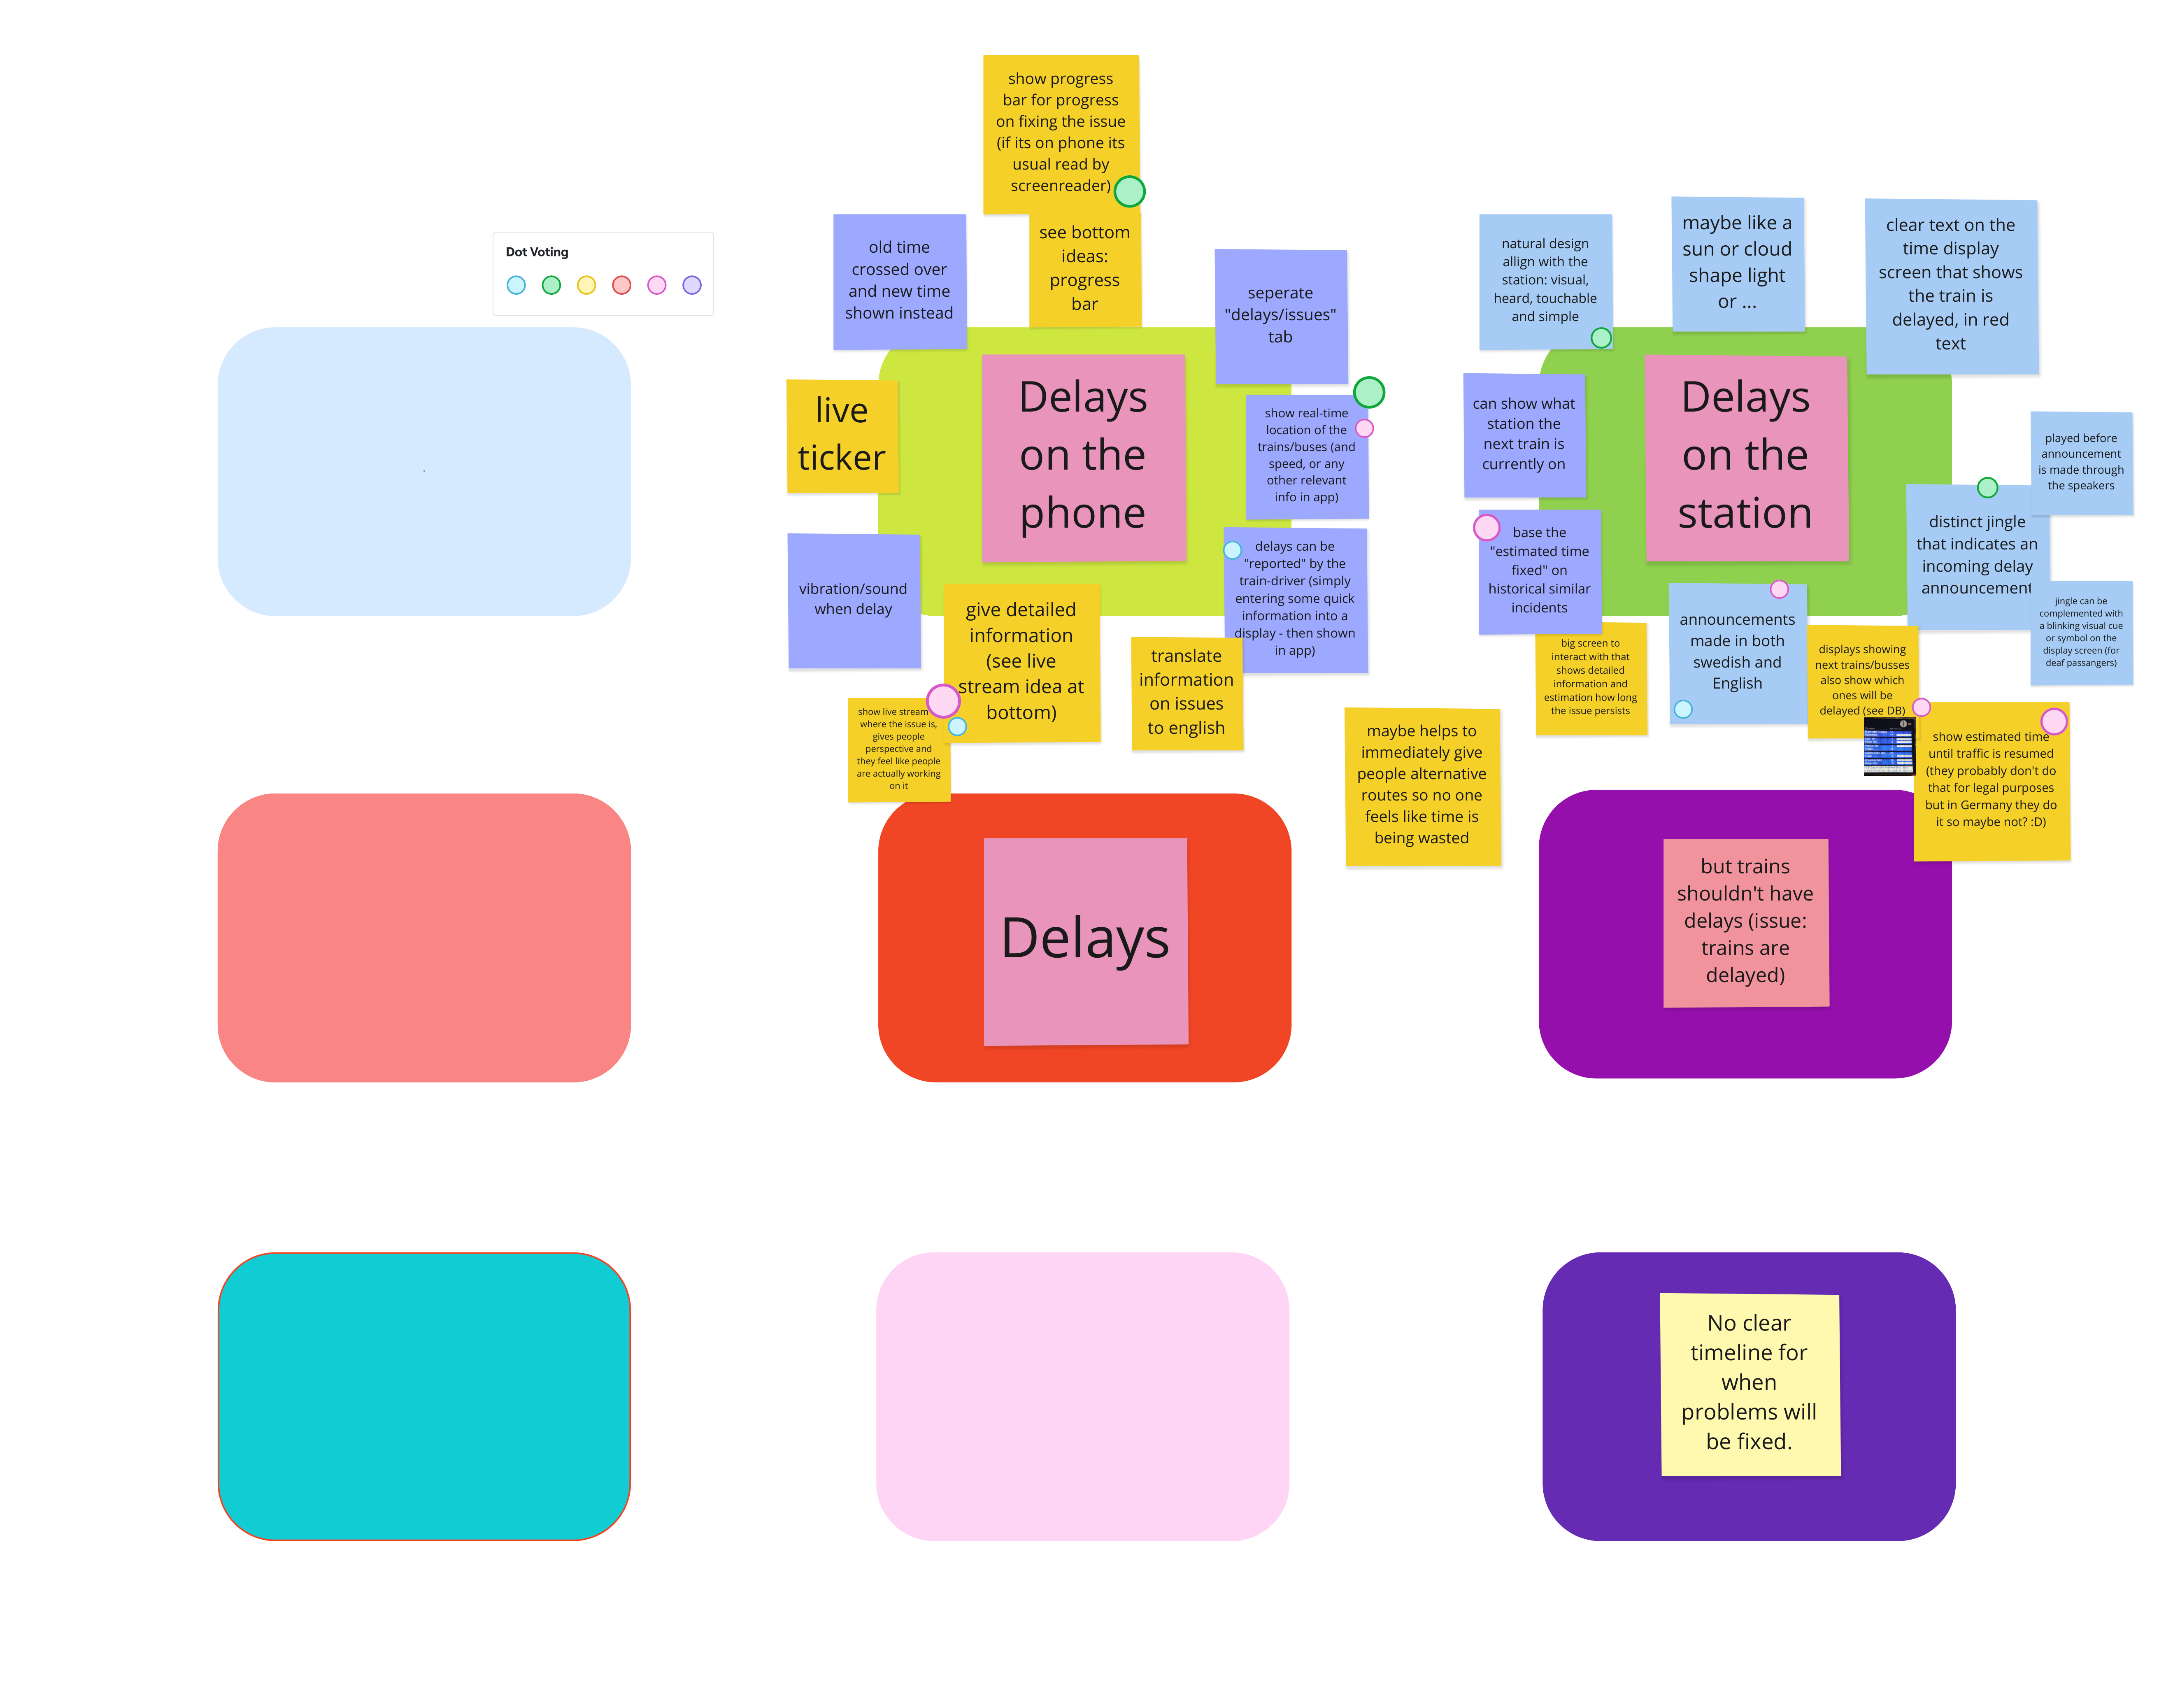 show progress
bar for progress
on fixing the issue
(if its on phone its
usual read by
screenreader)
see bottom
ideas:
progress
bar
old time
crossed over
and new time
shown instead
Dot Voting
seperate
"delays/issues"
tab
live
ticker
Delays
on the
phone
show real-time
location of the
trains/buses (and
speed, or any
other relevant
info in app)
vibration/sound
when delay
delays can be
"reported" by the
train-driver (simply
entering some quick
information into a
display - then shown
in app)
give detailed
information
(see live
stream idea at
bottom)
translate
information
on issues
to english
show live stream
where the issue is,
gives people
perspective and
they feel like people
are actually working
on it
maybe helps to
immediately give
people alternative
routes so no one
feels like time is
being wasted
natural design
allign with the
station: visual,
heard, touchable
and simple
maybe like a
sun or cloud
shape light
or ...
clear text on the
time display
screen that shows
the train is
delayed, in red
text
can show what
station the
next train is
currently on
Delays
on the
station
played before
announcement
is made through
the speakers
distinct jingle
that indicates an
incoming delay
announcement
jingle can be
complemented with
a blinking visual cue
or symbol on the
display screen (for
deaf passangers)
base the
"estimated time
fixed" on
historical similar
incidents
big screen to
interact with that
shows detailed
information and
estimation how long
the issue persists
announcements
made in both
swedish and
English
displays showing
next trains/busses
also show which
ones will be
delayed (see DB)
show estimated time
until traffic is resumed
(they probably don't do
that for legal purposes
but in Germany they do
it so maybe not? :D)
Delays
but trains
shouldn't have
delays (issue:
trains are
delayed)
No clear
timeline for
when
problems will
be fixed.